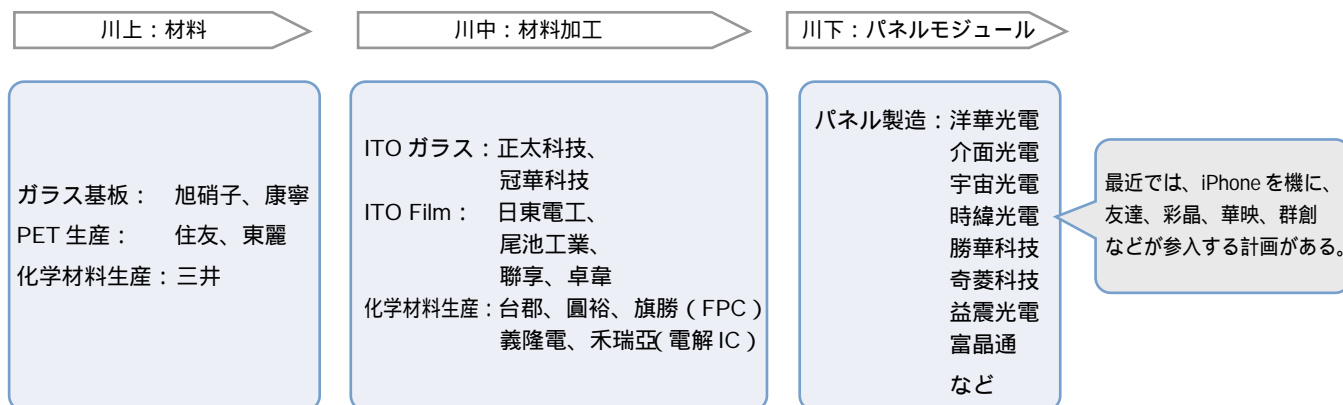 川上：材料
川中：材料加工
川下：パネルモジュール
ガラス基板： 旭硝子、康寧
PET 生産： 住友、東麗
化学材料生産：三井
ITO ガラス：正太科技、
冠華科技
ITO Film： 日東電工、
尾池工業、
聯享、卓韋
化学材料生産：台郡、圓裕、旗勝（FPC）
義隆電、禾瑞亞（電解 IC）
パネル製造：洋華光電
介面光電
宇宙光電
時緯光電
勝華科技
奇菱科技
益震光電
富晶通
など
最近では、iPhone を機に、
友達、彩晶、華映、群創
などが参入する計画がある。